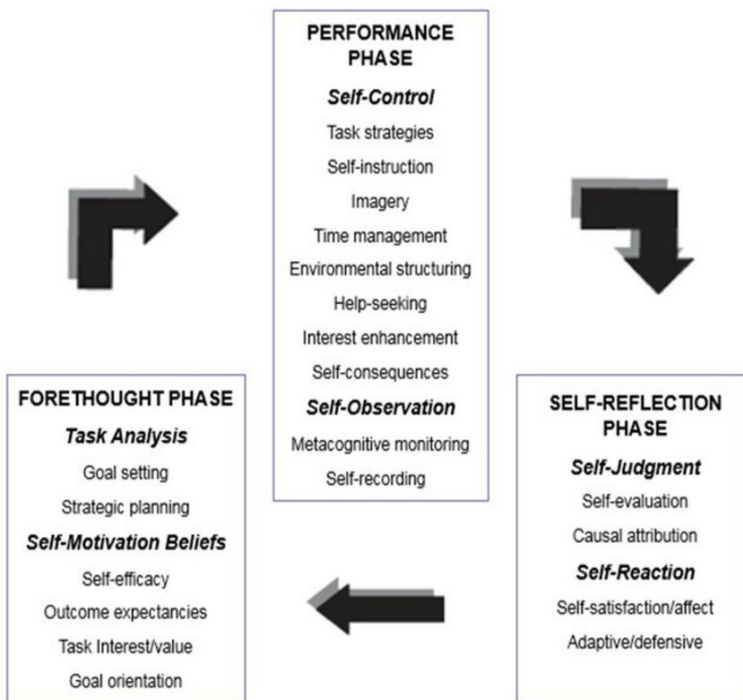 PERFORMANCE
PHASE
Self-Control
Task strategies
Self-instruction
Imagery
Time management
Environmental structuring
Help-seeking
Interest enhancement
Self-consequences
Self-Observation
Metacognitive monitoring
Self-recording
FORETHOUGHT PHASE
Task Analysis
Goal setting
Strategic planning
Self-Motivation Beliefs
Self-efficacy
Outcome expectancies
Task Interest/value
Goal orientation
SELF-REFLECTION
PHASE
Self-Judgment
Self-evaluation
Causal attribution
Self-Reaction
Self-satisfaction/affect
Adaptive/defensive